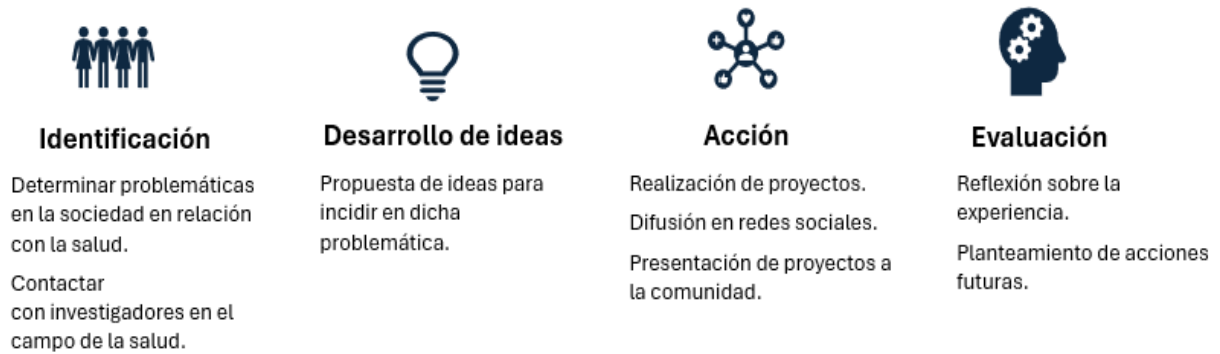 Identificación
Determinar problemáticas
en la sociedad en relación
con la salud.
Contactar
con investigadores en el
campo de la salud.
Desarrollo de ideas
Propuesta de ideas para
incidir en dicha
problemática.
Acción
Realización de proyectos.
Difusión en redes sociales.
Presentación de proyectos a
la comunidad.
Evaluación
Reflexión sobre la
experiencia.
Planteamiento de acciones
futuras.